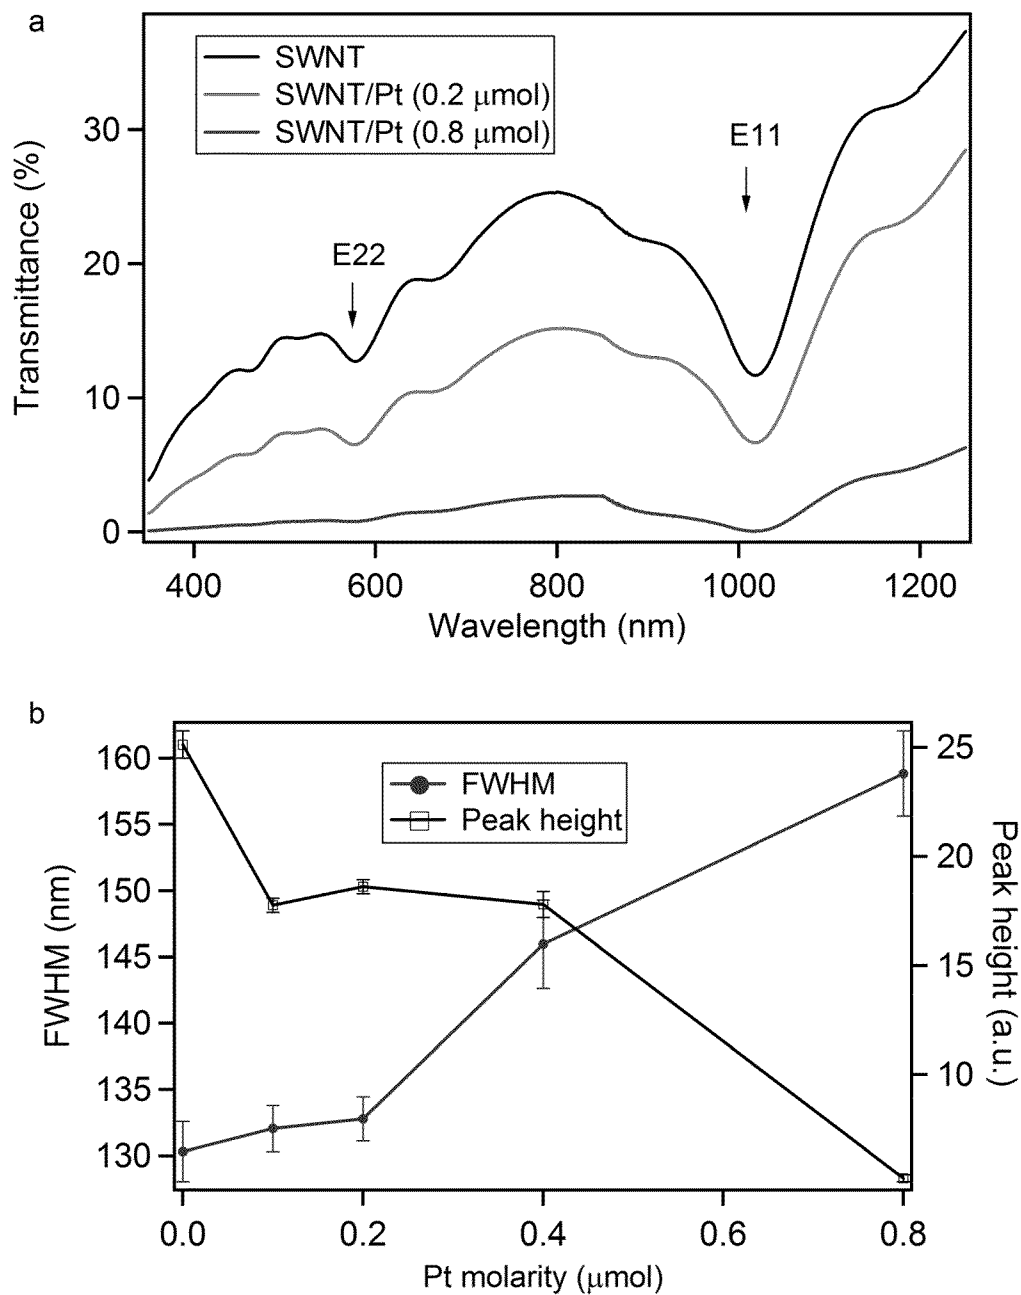 a
SWNT
SWNT/Pt (0.2 μmol)
SWNT/Pt (0.8 μmol)
E11
E22
Transmittance (%)
30
20
10
0
400 600 800 1000 1200
Wavelength (nm)
b
FWHM
Peak height
FWHM (nm)
160
155
150
145
140
135
130
25
20
15
10
Peak height (a.u.)
0.0 0.2 0.4 0.6 0.8
Pt molarity (μmol)